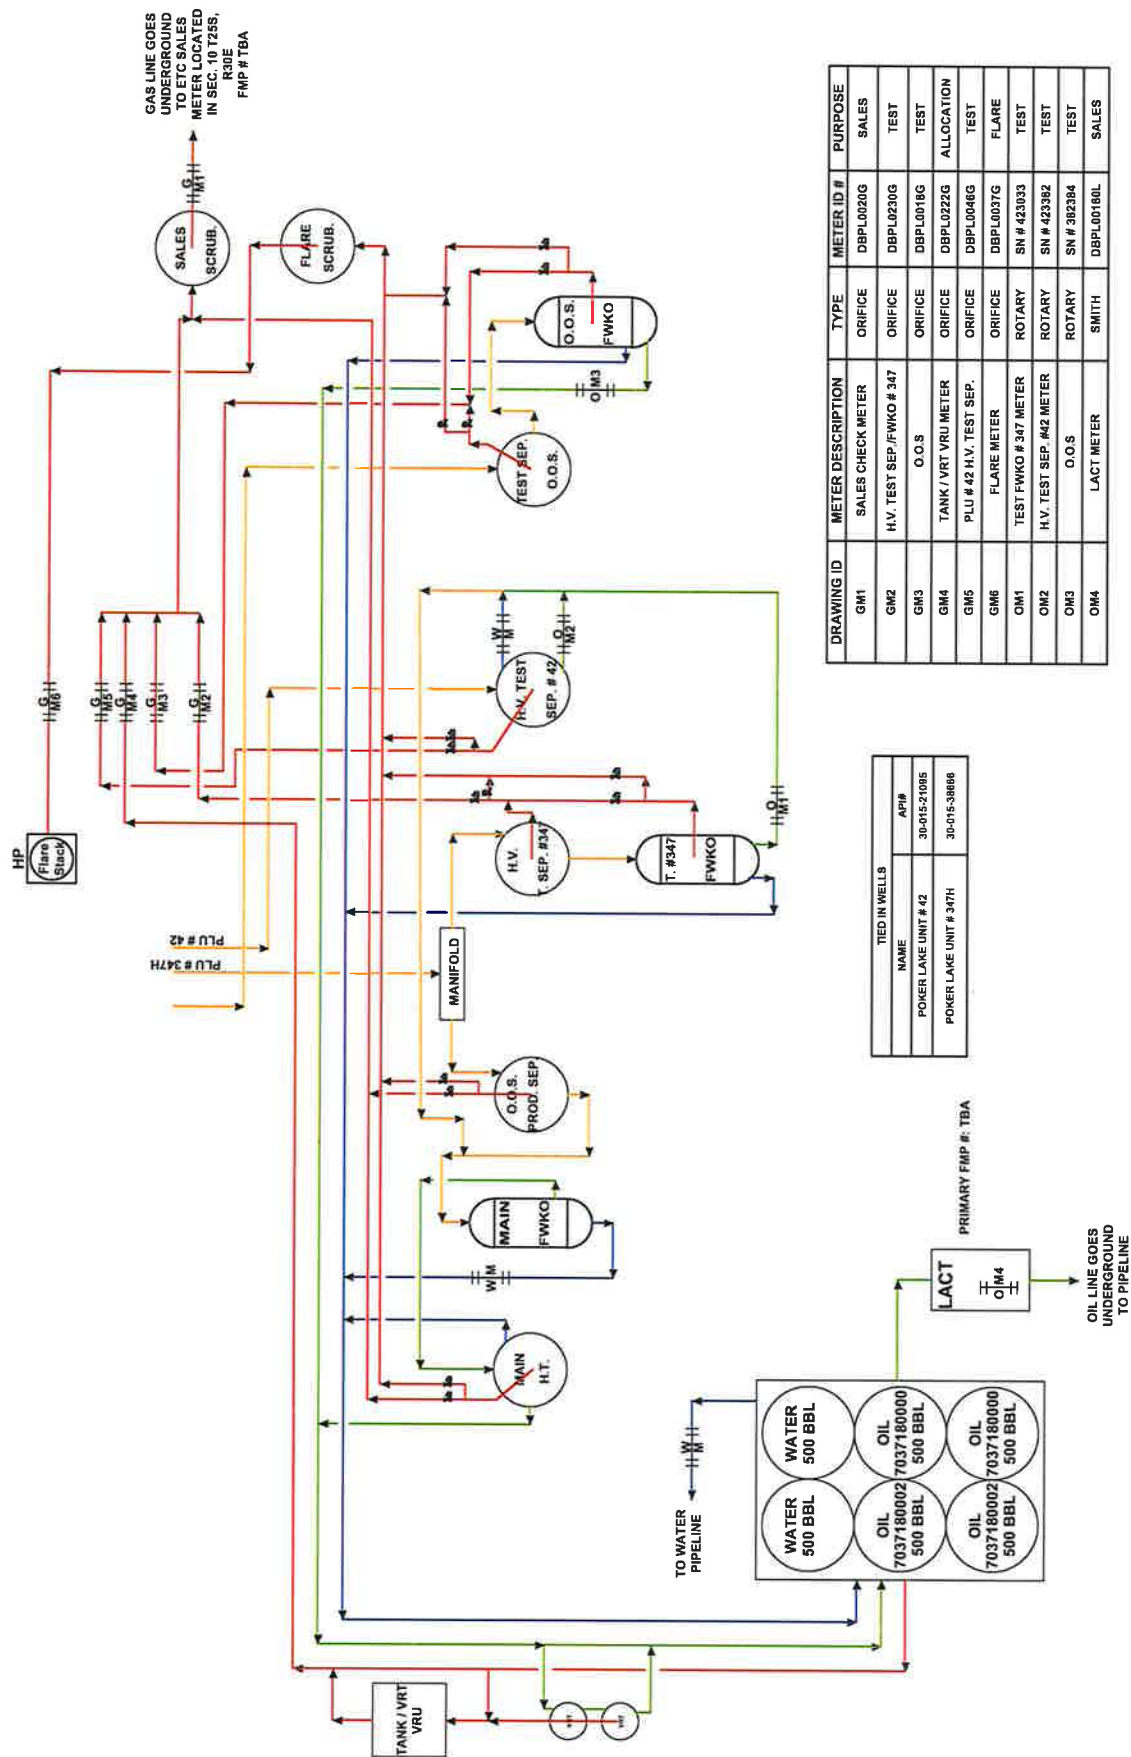 GAS LINE GOES
UNDERGROUND
TO ETC SALES
METER LOCATED
IN SEC. 10 T25S,
R30E
FMP # TBA
G
M1
SALES
SCRUB.
FLARE
SCRUB.
O.O.S.
FWKO
O M3
TEST SEP.
O.O.S.
G
M6
G
M5
G
M4
G
M3
G
M2
HP
Flare
Stack
W
M
O
M2
H.V. TEST
SEP. # 42
H.V.
T. SEP. #347
T. #347
FWKO
O
M1
PLU # 42
PLU # 347H
MANIFOLD
O.O.S.
PROD. SEP
MAIN
FWKO
W M
MAIN
H.T.
TANK / VRT
VRU
VRT
VRT
TO WATER
PIPELINE
W
M
WATER
500 BBL
WATER
500 BBL
OIL
7037180002
500 BBL
OIL
7037180000
500 BBL
OIL
7037180002
500 BBL
OIL
7037180000
500 BBL
LACT
O M4
PRIMARY FMP #: TBA
OIL LINE GOES
UNDERGROUND
TO PIPELINE
TIED IN WELLS
NAME API#
POKER LAKE UNIT # 42 30-015-21095
POKER LAKE UNIT # 347H 30-015-38666
DRAWING ID METER DESCRIPTION TYPE METER ID # PURPOSE
GM1 SALES CHECK METER ORIFICE DBPL0020G SALES
GM2 H.V. TEST SEP./FWKO # 347 ORIFICE DBPL0230G TEST
GM3 O.O.S ORIFICE DBPL0018G TEST
GM4 TANK / VRT VRU METER ORIFICE DBPL0222G ALLOCATION
GM5 PLU # 42 H.V. TEST SEP. ORIFICE DBPL0046G TEST
GM6 FLARE METER ORIFICE DBPL0037G FLARE
OM1 TEST FWKO # 347 METER ROTARY SN # 423033 TEST
OM2 H.V. TEST SEP. #42 METER ROTARY SN # 423362 TEST
OM3 O.O.S ROTARY SN # 382384 TEST
OM4 LACT METER SMITH DBPL00160L SALES